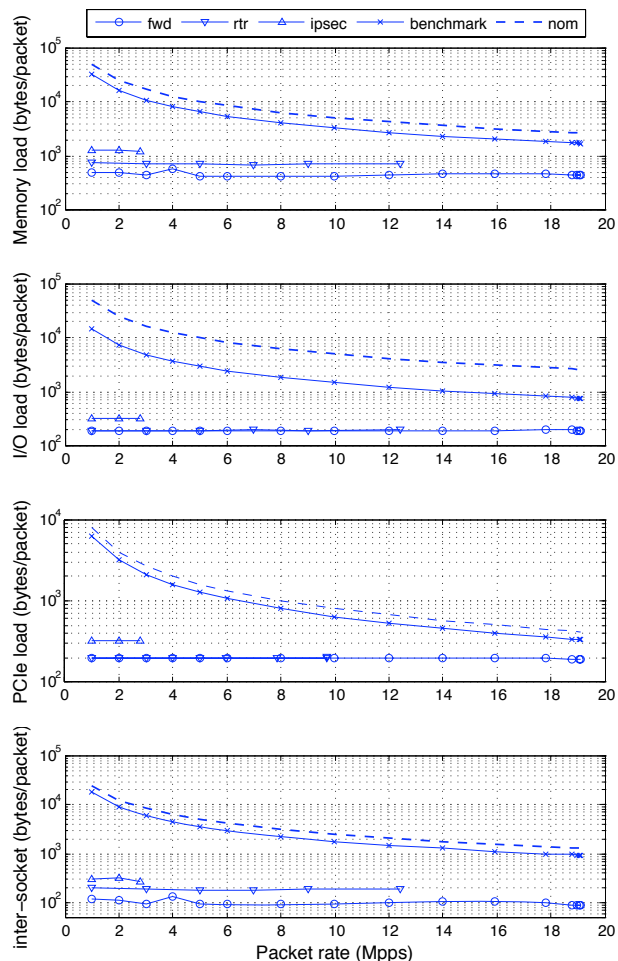 fwd rtr ipsec benchmark nom
Memory load (bytes/packet)
10^5
10^4
10^3
10^2
0 2 4 6 8 10 12 14 16 18 20
I/O load (bytes/packet)
10^5
10^4
10^3
10^2
0 2 4 6 8 10 12 14 16 18 20
PCIe load (bytes/packet)
10^4
10^3
10^2
0 2 4 6 8 10 12 14 16 18 20
inter−socket (bytes/packet)
10^5
10^4
10^3
10^2
0 2 4 6 8 10 12 14 16 18 20
Packet rate (Mpps)